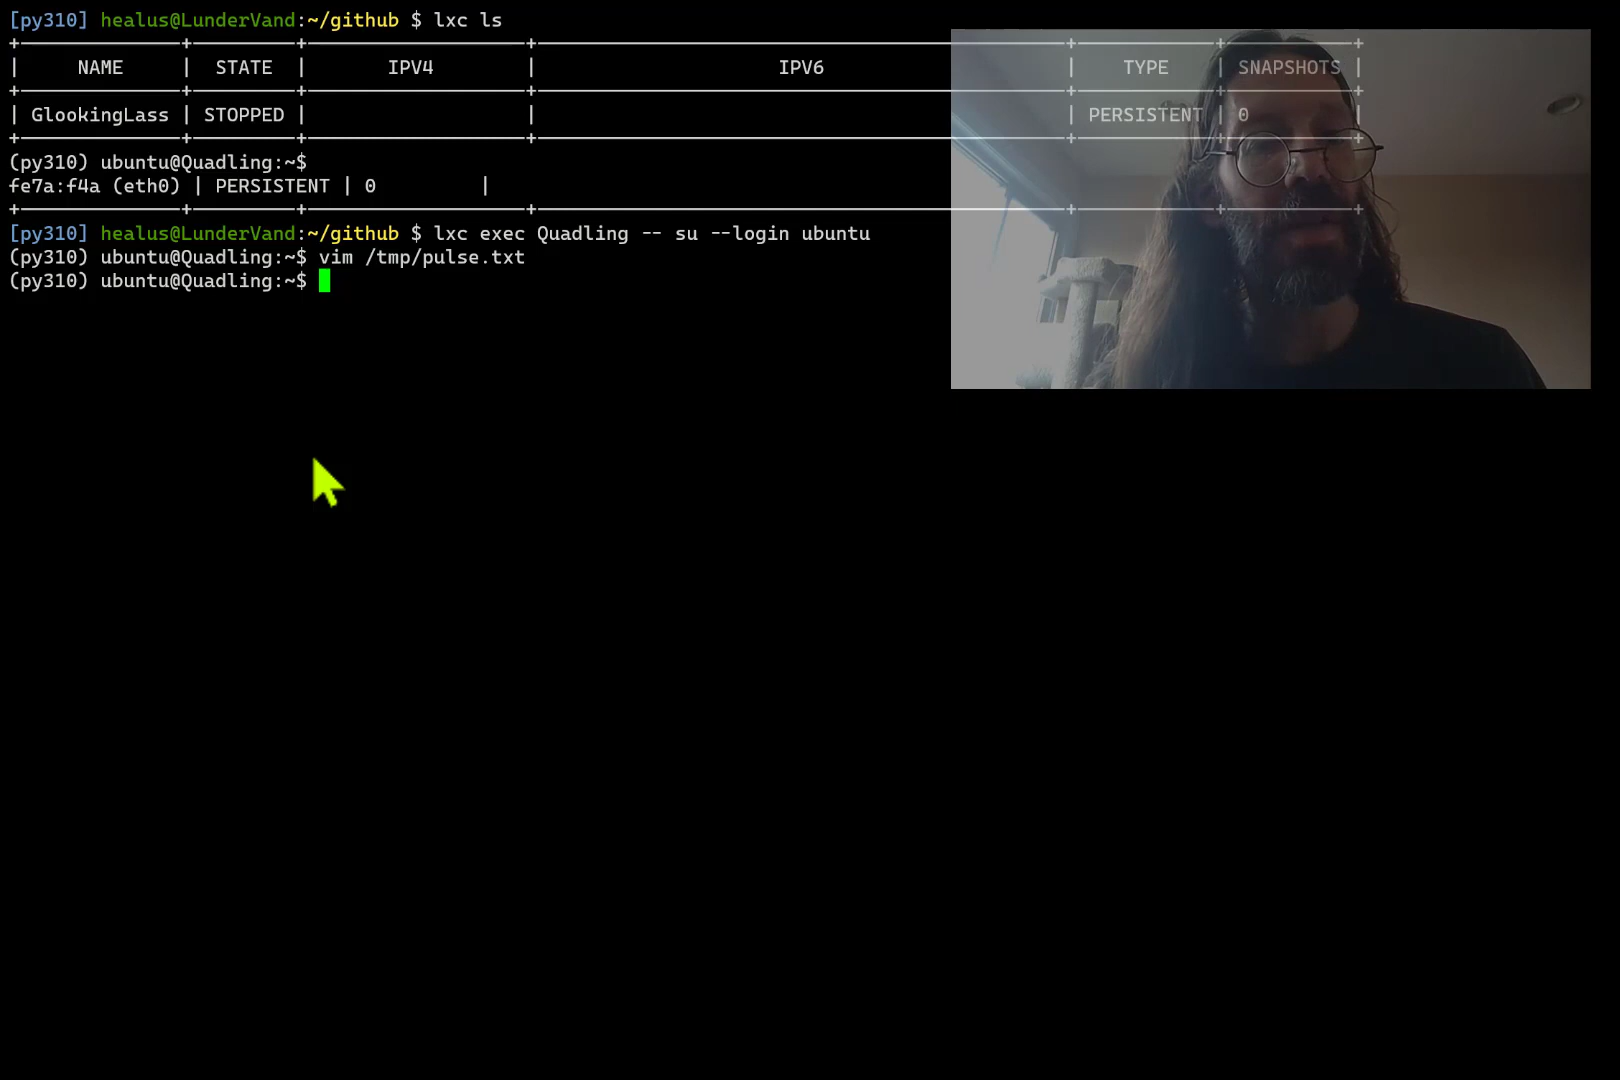 [py310] healus@LunderVand:~/github $ lxc ls
| NAME | STATE | IPV4 | IPV6 | TYPE | SNAPSHOTS |
| GlookingLass | STOPPED | | | PERSISTENT | 0 |
(py310) ubuntu@Quadling:~$
fe7a:f4a (eth0) | PERSISTENT | 0 |
[py310] healus@LunderVand:~/github $ lxc exec Quadling -- su --login ubuntu
(py310) ubuntu@Quadling:~$ vim /tmp/pulse.txt
(py310) ubuntu@Quadling:~$